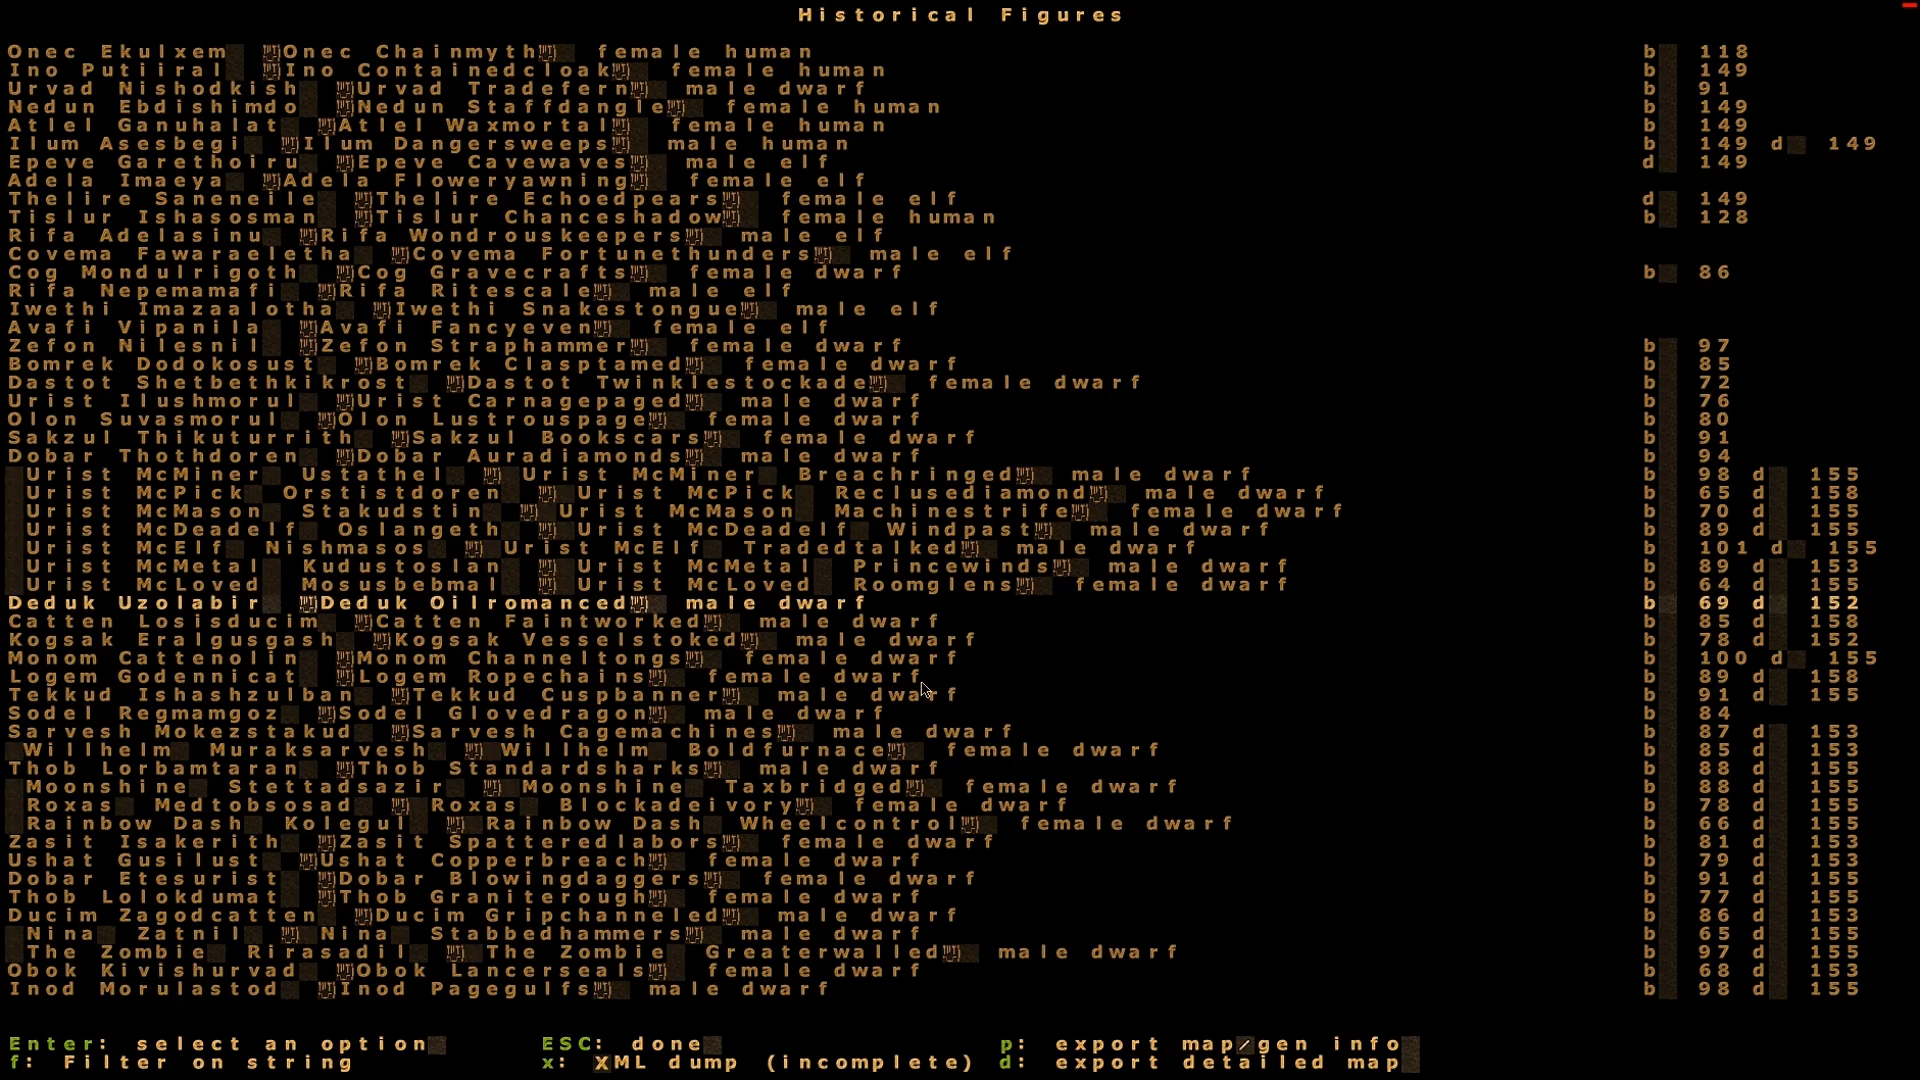 Historical Figures
Onec Ekulxem Onec Chainmyth female human b 118
Ino Putiiral Ino Containedcloak female human b 149
Urvad Nishodkish Urvad Tradefern male dwarf b 91
Nedun Ebdishimdo Nedun Staffdangle female human b 149
Atlel Ganuhalat Atlel Waxmortal female human b 149
Ilum Asesbegi Ilum Dangersweeps male human b 149 d 149
Epeve Garethoiru Epeve Cavewaves male elf d 149
Adela Imaeya Adela Floweryawning female elf
Thelire Saneneile Thelire Echoedpears female elf d 149
Tislur Ishasosman Tislur Chanceshadow female human b 128
Rifa Adelasinu Rifa Wondrouskeepers male elf
Covema Fawaraeletha Covema Fortunethunders male elf
Cog Mondulrigoth Cog Gravecrafts female dwarf b 86
Rifa Nepemamafi Rifa Ritescale male elf
Iwethi Imazaalotha Iwethi Snakestongue male elf
Avafi Vipanila Avafi Fancyeven female elf
Zefon Nilesnil Zefon Straphammer female dwarf b 97
Bomrek Dodokosust Bomrek Clasptamed female dwarf b 85
Dastot Shetbethkikrost Dastot Twinklestockade female dwarf b 72
Urist Ilushmorul Urist Carnagepaged male dwarf b 76
Olon Suvasmorul Olon Lustrouspage female dwarf b 80
Sakzul Thikuturrith Sakzul Bookscars female dwarf b 91
Dobar Thothdoren Dobar Auradiamonds male dwarf b 94
Urist McMiner Ustathel Urist McMiner Breachringed male dwarf b 98 d 155
Urist McPick Orstistdoren Urist McPick Reclusediamond male dwarf b 65 d 158
Urist McMason Stakudstin Urist McMason Machinestrife female dwarf b 70 d 155
Urist McDeadelf Oslangeth Urist McDeadelf Windpast male dwarf b 89 d 155
Urist McElf Nishmasos Urist McElf Tradedtalked male dwarf b 101 d 155
Urist McMetal Kudustoslan Urist McMetal Princewinds male dwarf b 89 d 153
Urist McLoved Mosusbebmal Urist McLoved Roomglens female dwarf b 64 d 155
Deduk Uzolabir Deduk Oilromanced male dwarf b 69 d 152
Catten Losisducim Catten Faintworked male dwarf b 85 d 158
Kogsak Eralgusgash Kogsak Vesselstoked male dwarf b 78 d 152
Monom Cattenolin Monom Channeltongs female dwarf b 100 d 155
Logem Godennicat Logem Ropechains female dwarf b 89 d 158
Tekkud Ishashzulban Tekkud Cuspbanner male dwarf b 91 d 155
Sodel Regmamgoz Sodel Glovedragon male dwarf b 84
Sarvesh Mokezstakud Sarvesh Cagemachines male dwarf b 87 d 153
Willhelm Muraksarvesh Willhelm Boldfurnace female dwarf b 85 d 153
Thob Lorbamtaran Thob Standardsharks male dwarf b 88 d 155
Moonshine Stettadsazir Moonshine Taxbridged female dwarf b 88 d 155
Roxas Medtobsosad Roxas Blockadeivory female dwarf b 78 d 155
Rainbow Dash Kolegul Rainbow Dash Wheelcontrol female dwarf b 66 d 155
Zasit Isakerith Zasit Spatteredlabors female dwarf b 81 d 153
Ushat Gusilust Ushat Copperbreach female dwarf b 79 d 153
Dobar Etesurist Dobar Blowingdaggers female dwarf b 91 d 155
Thob Lolokdumat Thob Graniterough female dwarf b 77 d 155
Ducim Zagodcatten Ducim Gripchanneled male dwarf b 86 d 153
Nina Zatnil Nina Stabbedhammers male dwarf b 65 d 155
The Zombie Rirasadil The Zombie Greaterwalled male dwarf b 97 d 155
Obok Kivishurvad Obok Lancerseals female dwarf b 68 d 153
Inod Morulastod Inod Pagegulfs male dwarf b 98 d 155
Enter: select an option ESC: done p: export map/gen info
f: Filter on string x: XML dump (incomplete) d: export detailed map